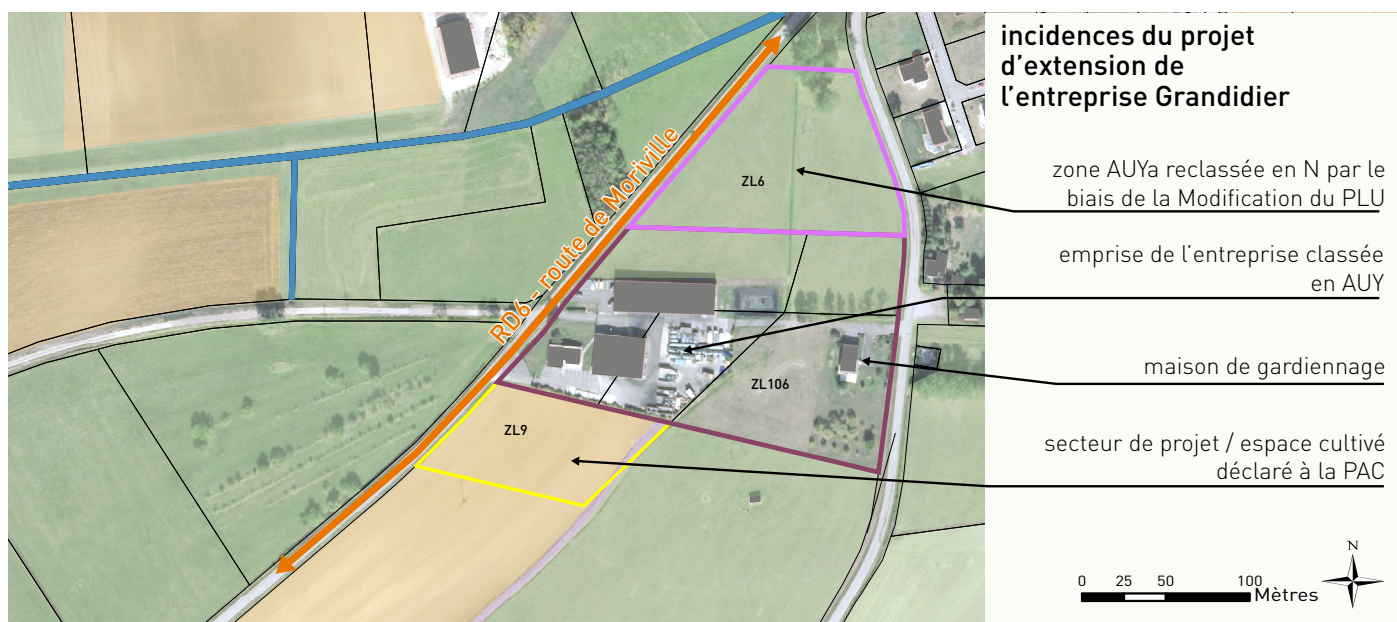 incidences du projet
d'extension de
l'entreprise Grandidier
zone AUYa reclassée en N par le
biais de la Modification du PLU
emprise de l'entreprise classée
en AUY
maison de gardiennage
secteur de projet / espace cultivé
déclaré à la PAC
RD6 - route de Moriville
ZL6
ZL106
ZL9
N
0 25 50 100
Mètres